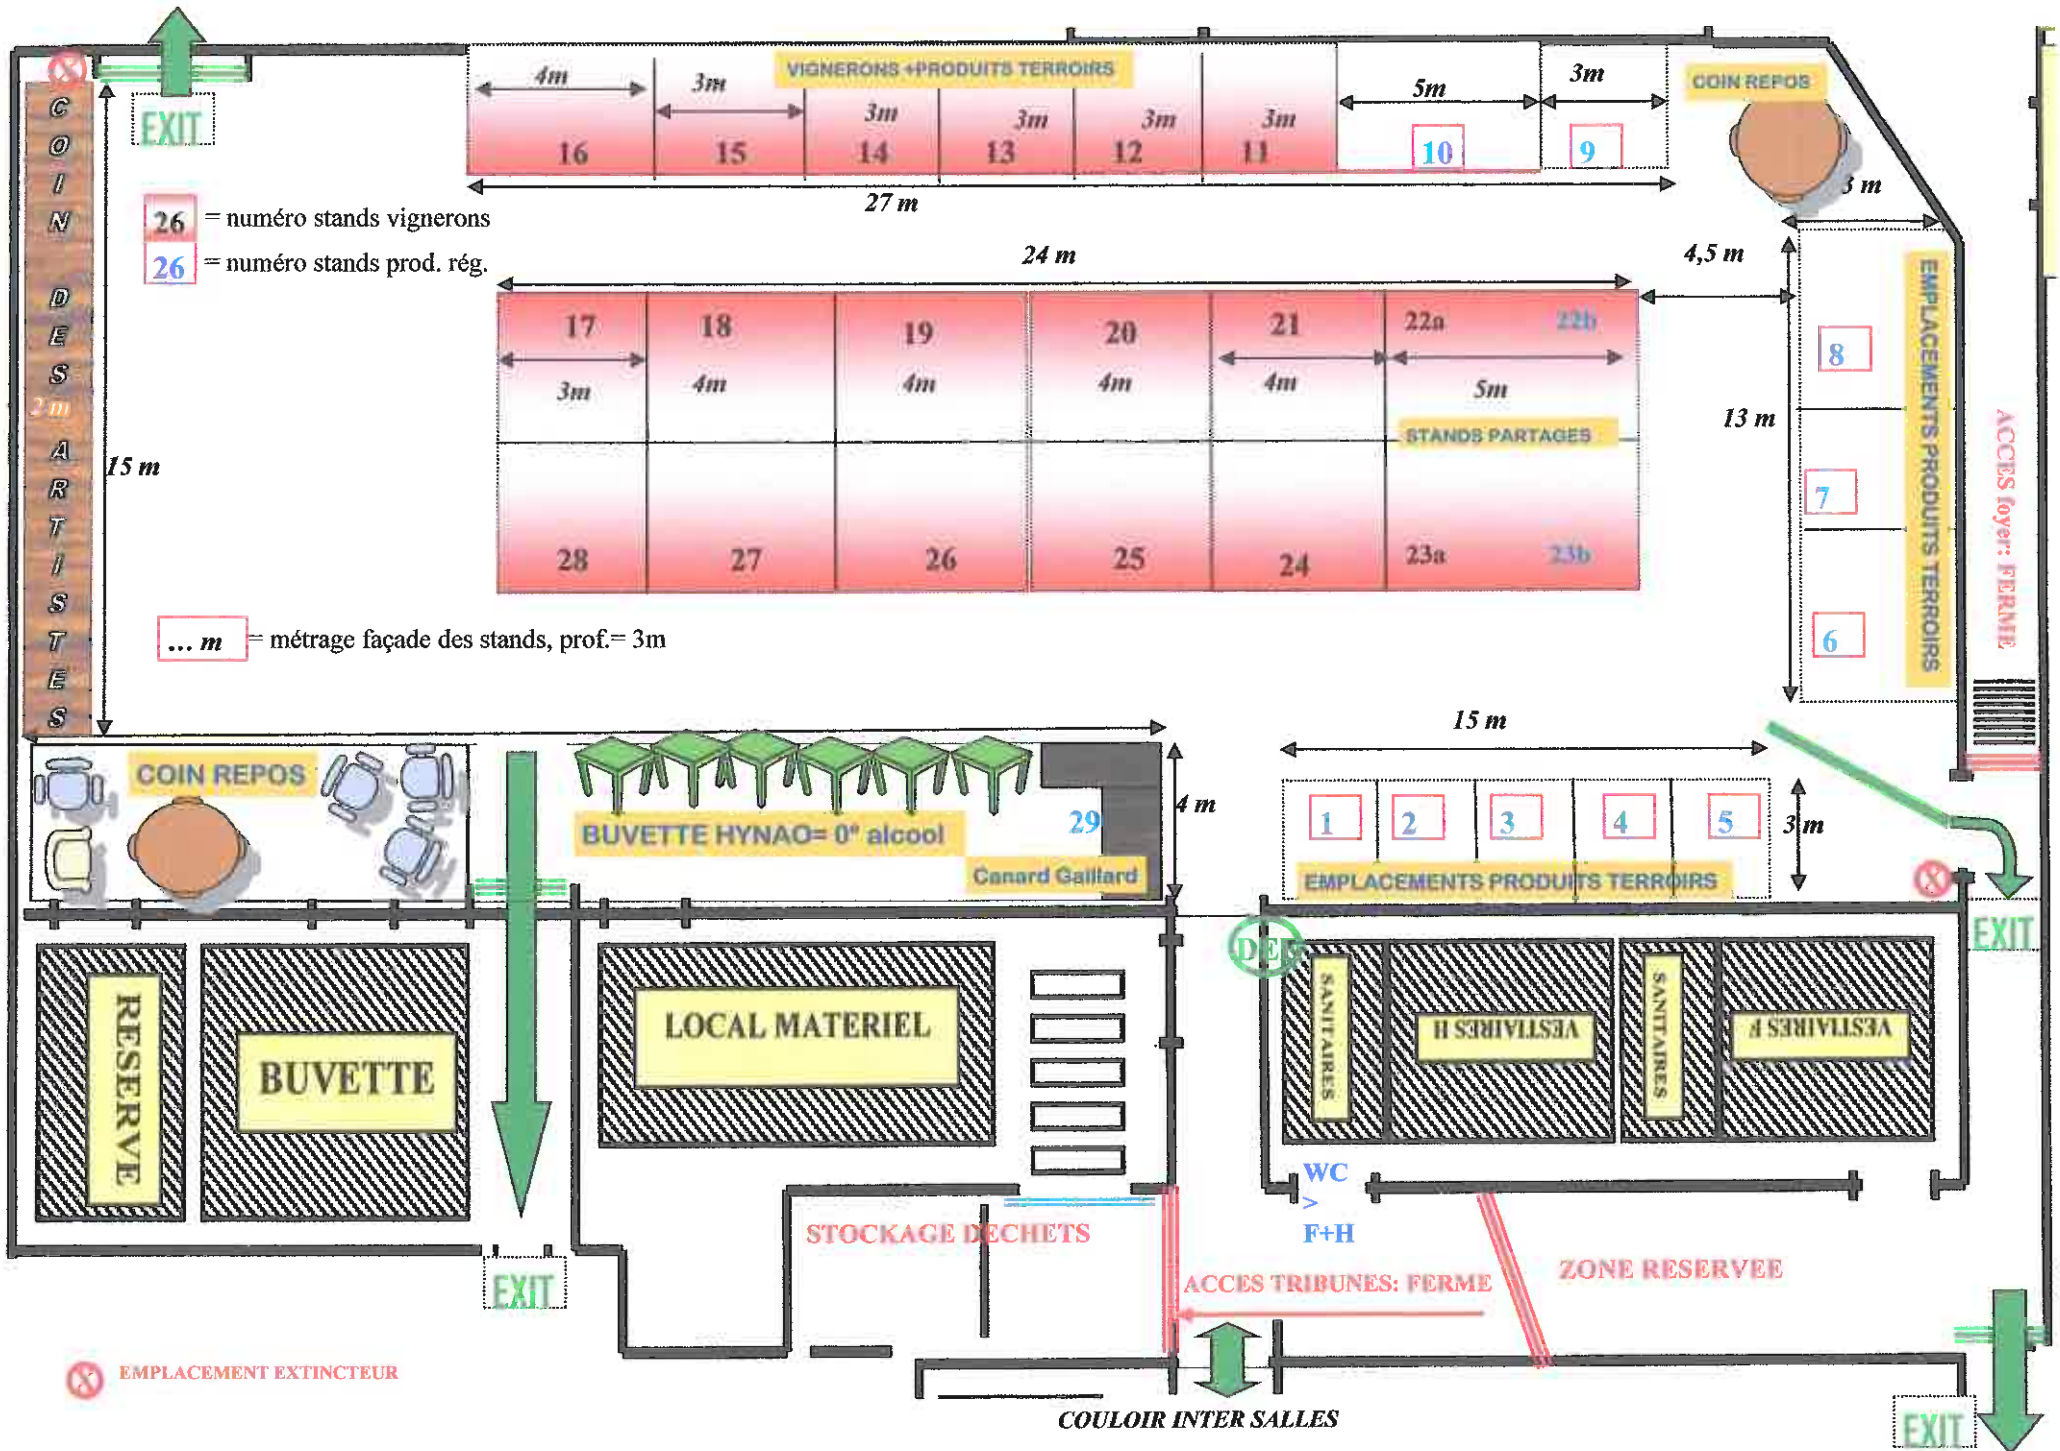 VIGNERONS +PRODUITS TERROIRS
4m
3m
3m
3m
3m
3m
5m
3m
COIN REPOS
16
15
14
13
12
11
10
9
EXIT
27 m
3 m
26 = numéro stands vignerons
26 = numéro stands prod. rég.
COIN DES ARTISTES
2 m
15 m
24 m
4,5 m
17
18
19
20
21
22a
22b
3m
4m
4m
4m
4m
5m
STANDS PARTAGES
28
27
26
25
24
23a
23b
13 m
8
7
6
EMPLACEMENTS PRODUITS TERROIRS
ACCES foyer: FERME
... m = métrage façade des stands, prof.= 3m
COIN REPOS
BUVETTE HYNAO= 0° alcool
29
Canard Gaillard
4 m
15 m
1
2
3
4
5
3 m
EMPLACEMENTS PRODUITS TERROIRS
EXIT
RESERVE
BUVETTE
LOCAL MATERIEL
SANITAIRES
VESTIAIRES H
SANITAIRES
VESTIAIRES F
WC
>
F+H
STOCKAGE DECHETS
ACCES TRIBUNES: FERME
ZONE RESERVEE
EXIT
EMPLACEMENT EXTINCTEUR
COULOIR INTER SALLES
EXIT